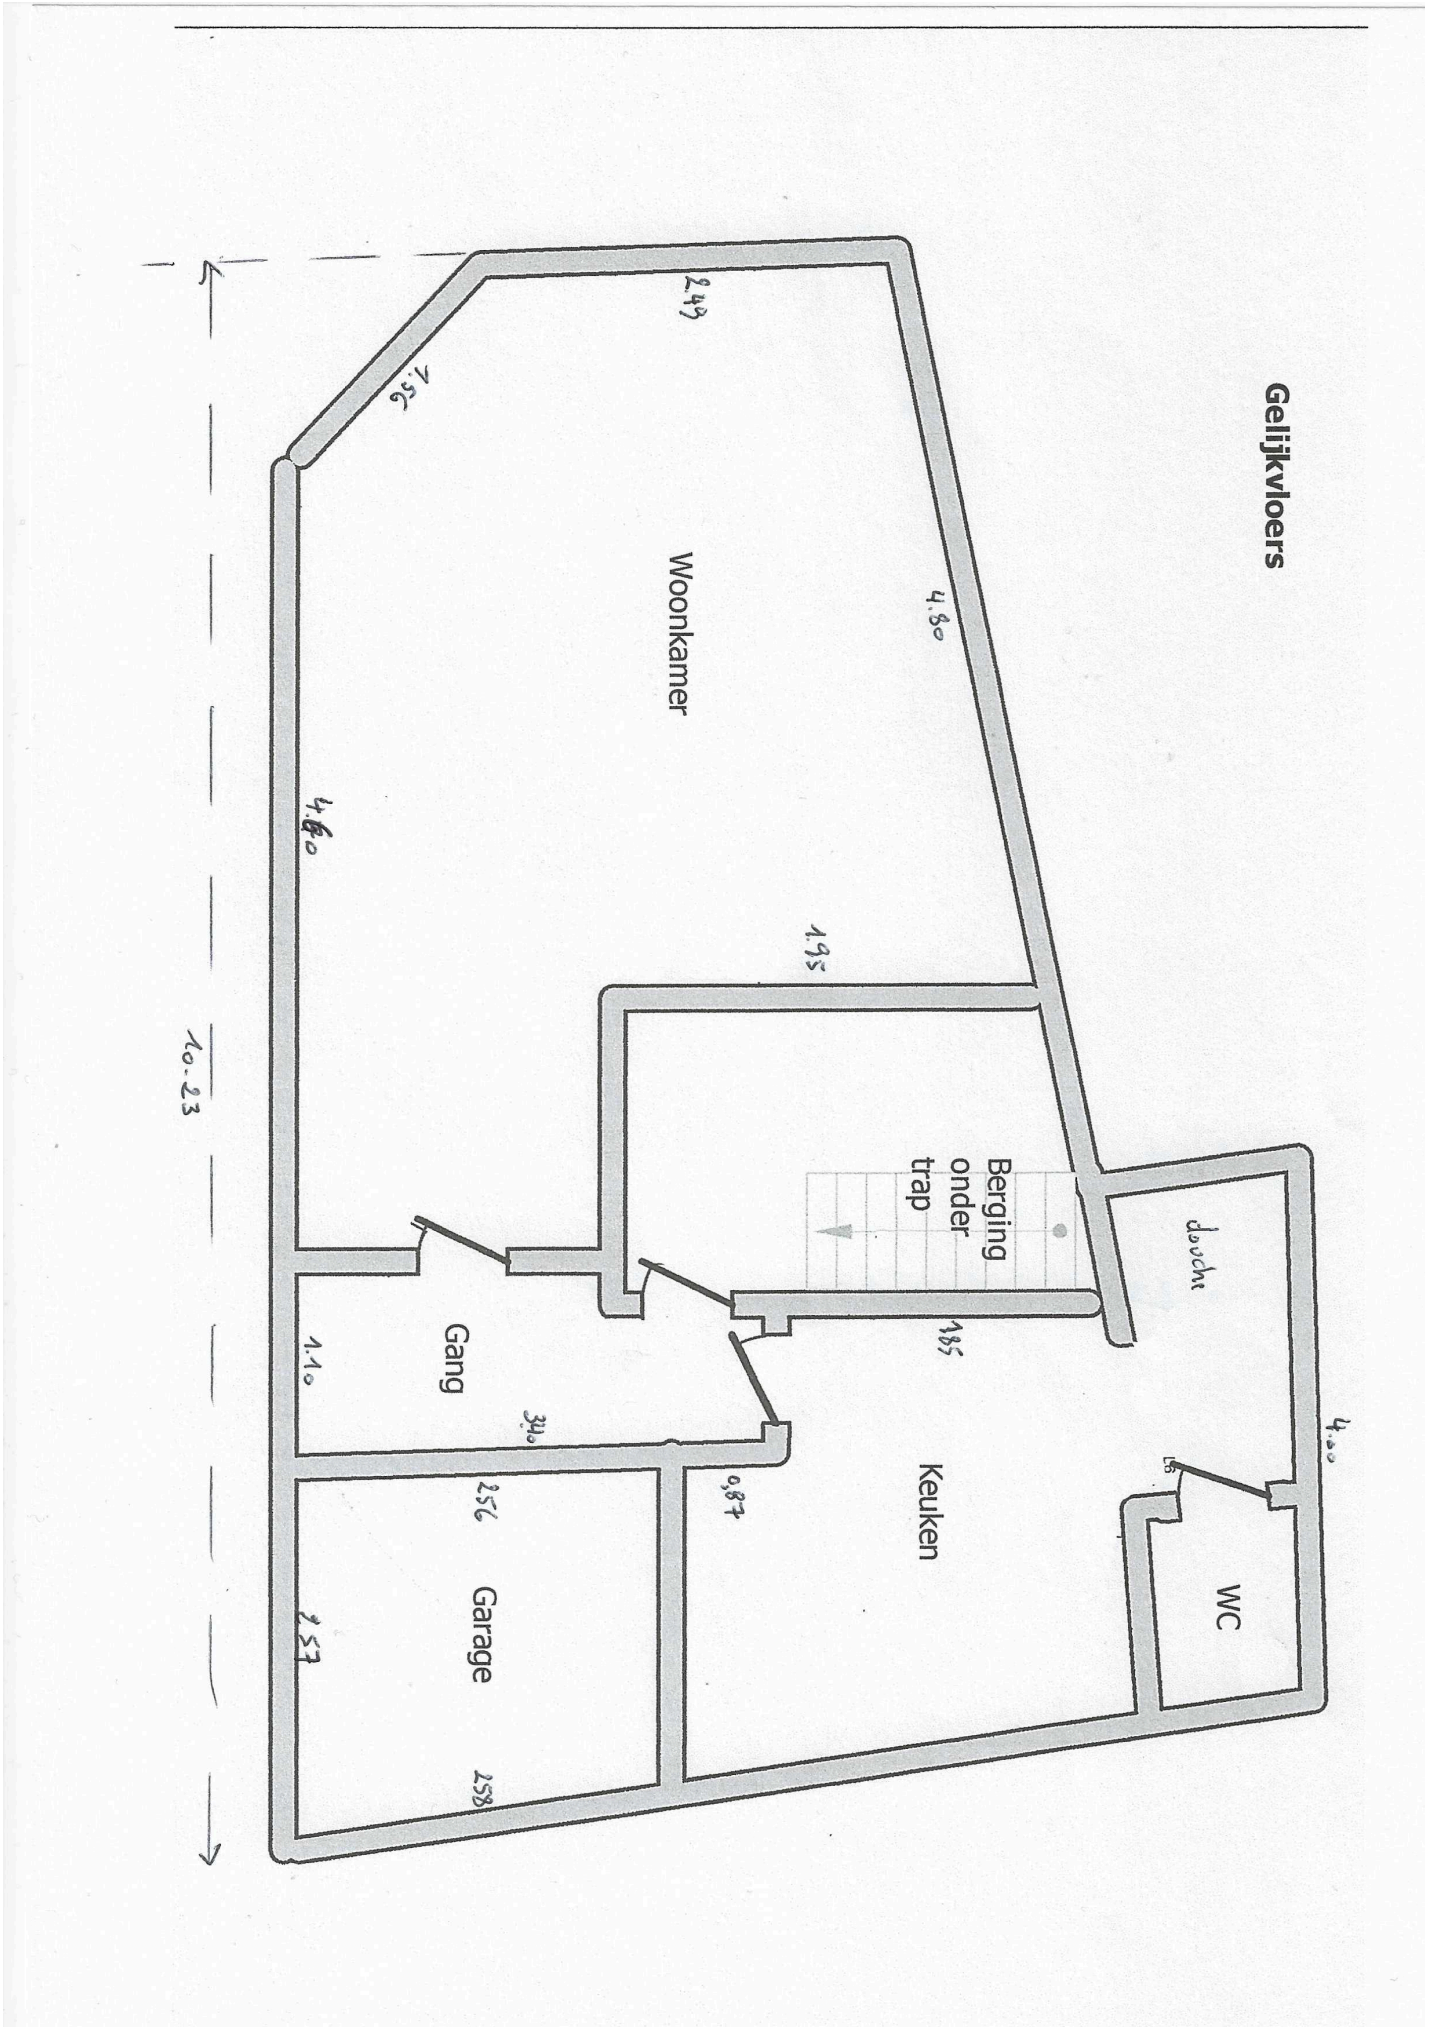 Gelijkvloers
4.00
douche
WC
4.80
Berging
onder
trap
1.85
Keuken
2.49
Woonkamer
1.95
0,87
1.56
Gang
3.40
2.56
Garage
2.58
4.60
1.10
2.57
10.23